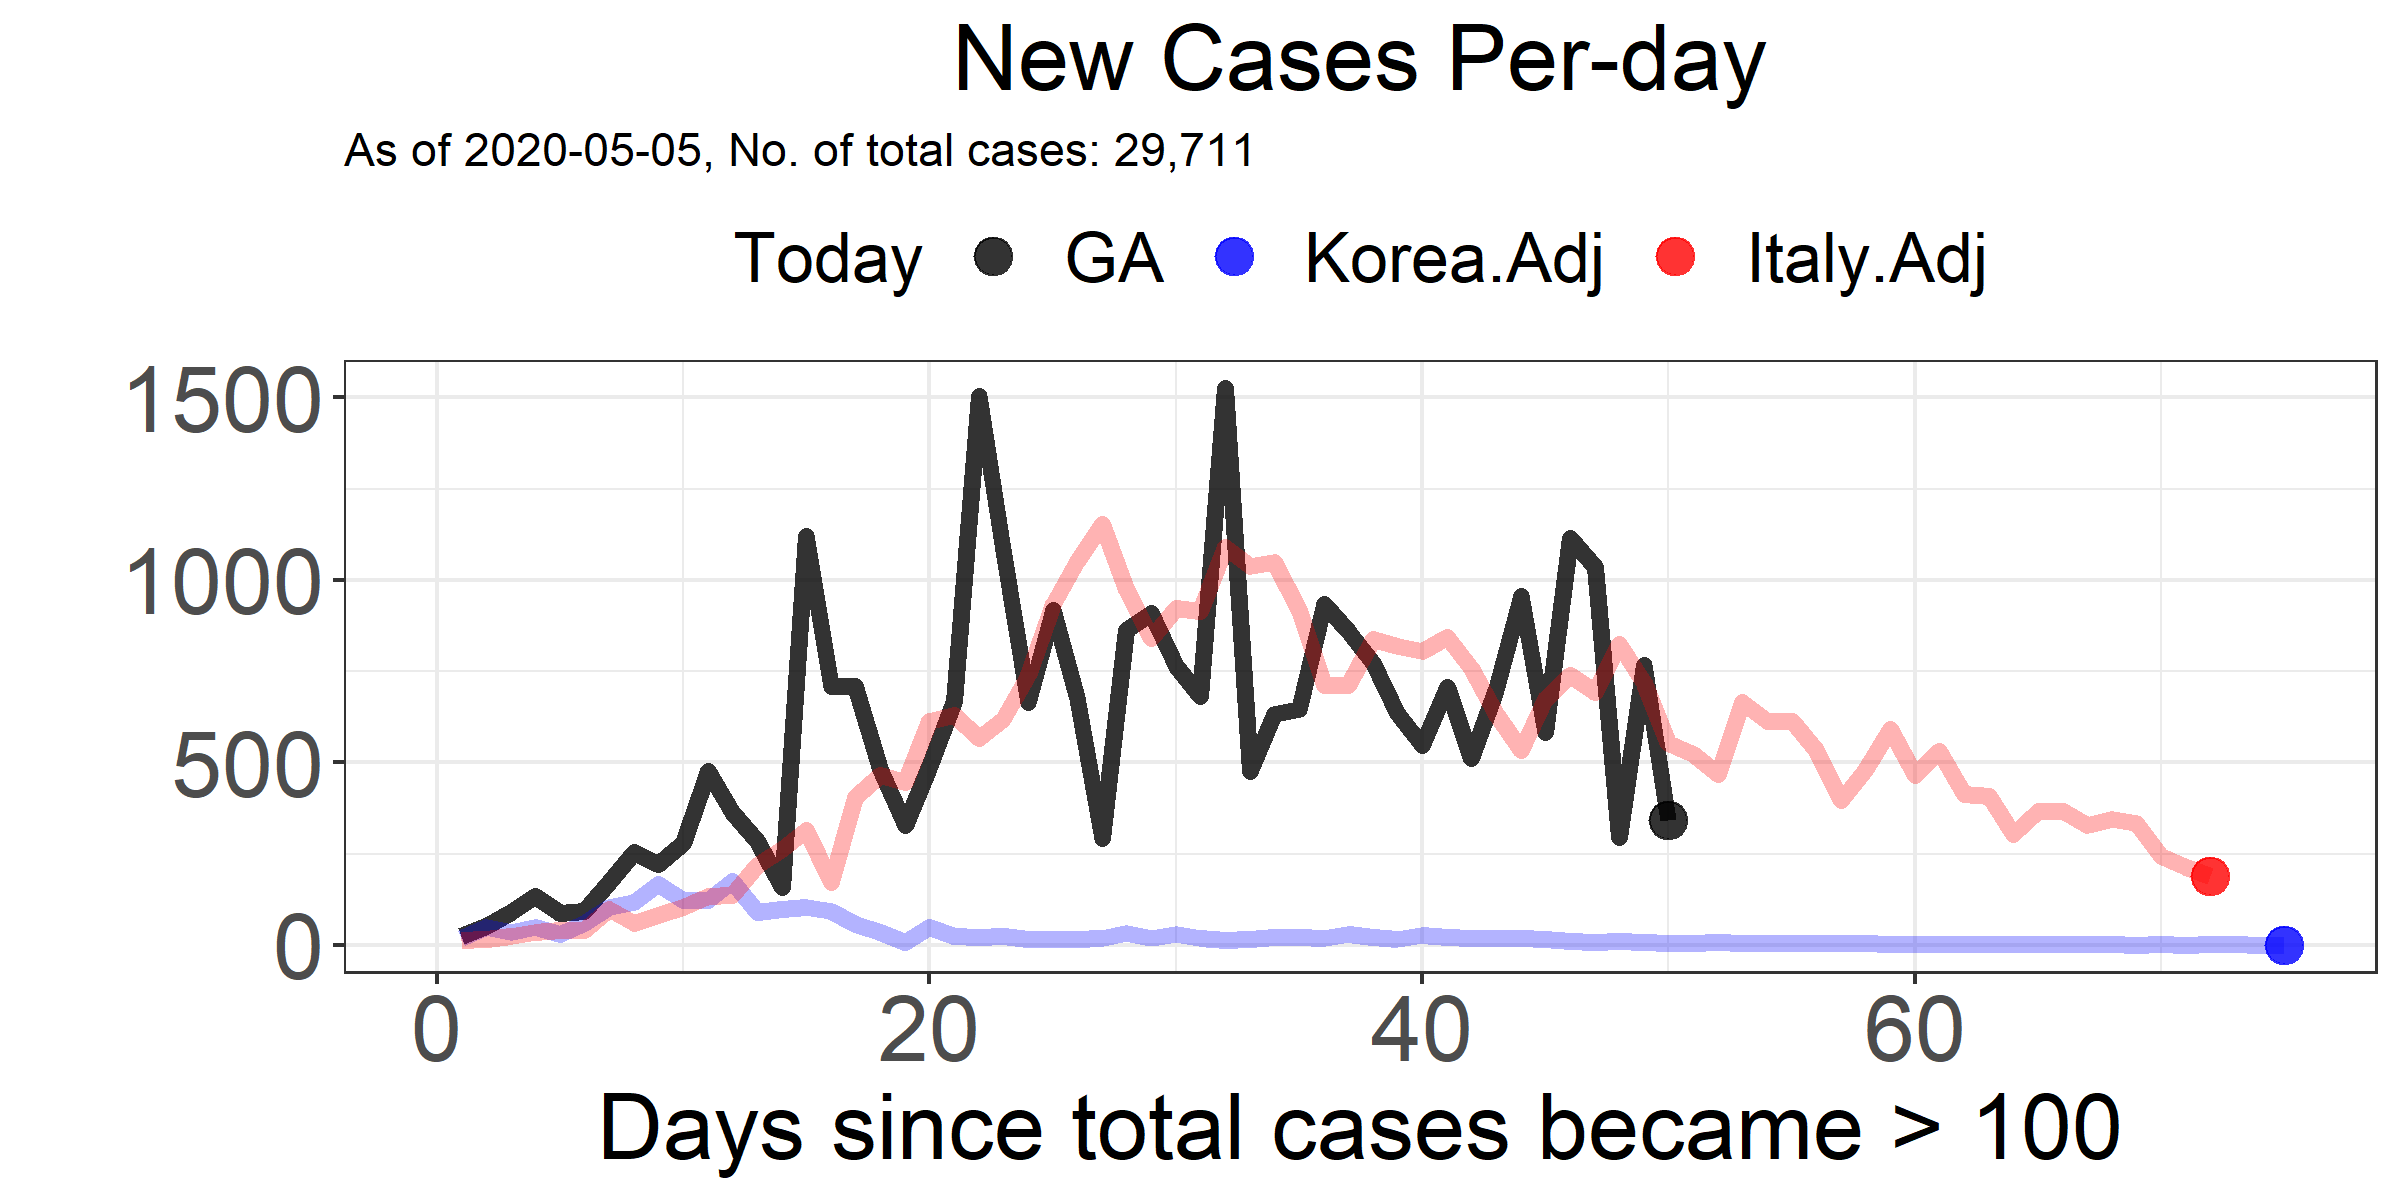 New Cases Per-day
As of 2020-05-05, No. of total cases: 29,711
Today GA Korea.Adj Italy.Adj
1500
1000
500
0
0 20 40 60
Days since total cases became > 100